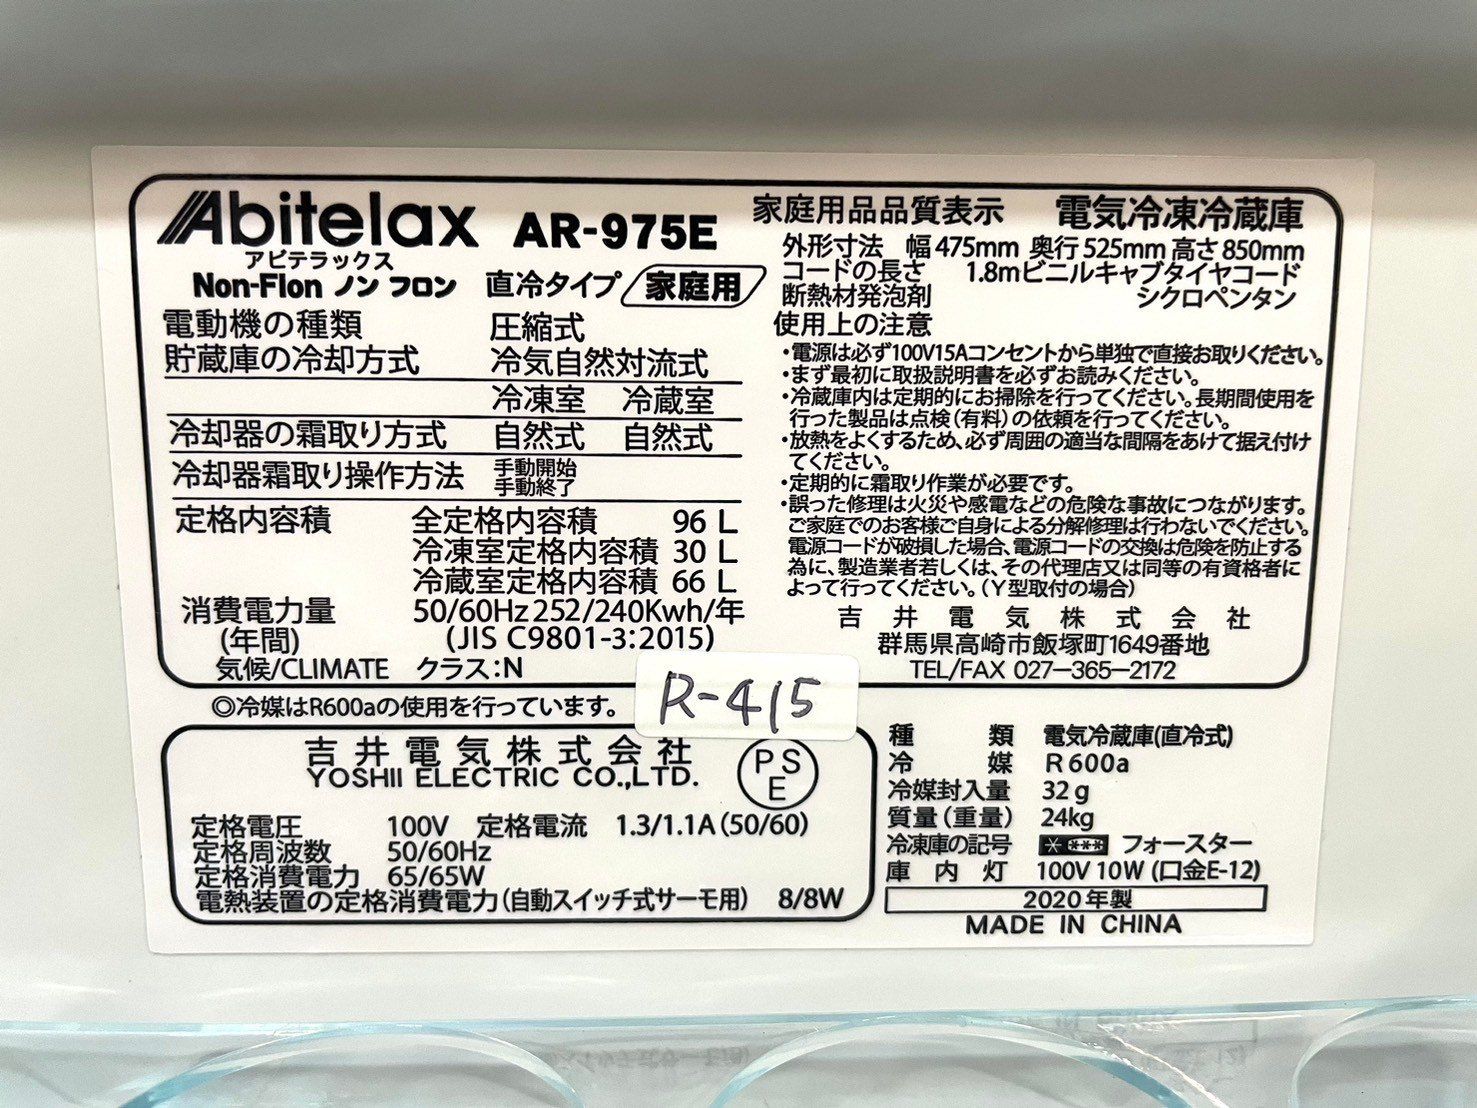 Abitelax AR-975E
アビテラックス
Non-Flon ノンフロン 直冷タイプ 家庭用
電動機の種類 圧縮式
貯蔵庫の冷却方式 冷気自然対流式
冷凍室 冷蔵室
冷却器の霜取り方式 自然式 自然式
冷却器霜取り操作方法 手動開始
手動終了
定格内容積 全定格内容積 96 L
冷凍室定格内容積 30 L
冷蔵室定格内容積 66 L
消費電力量 50/60Hz 252/240Kwh/年
(年間) (JIS C9801-3:2015)
気候/CLIMATE クラス:N
家庭用品品質表示 電気冷凍冷蔵庫
外形寸法 幅475mm 奥行525mm 高さ850mm
コードの長さ 1.8mビニルキャブタイヤコード
断熱材発泡剤 シクロペンタン
使用上の注意
・電源は必ず100V15Aコンセントから単独で直接お取りください。
・まず最初に取扱説明書を必ずお読みください。
・冷蔵庫内は定期的にお掃除を行ってください。長期間使用を
行った製品は点検(有料)の依頼を行ってください。
・放熱をよくするため、必ず周囲の適当な間隔をあけて据え付け
てください。
・定期的に霜取り作業が必要です。
・誤った修理は火災や感電などの危険な事故につながります。
ご家庭でのお客様ご自身による分解修理は行わないでください。
電源コードが破損した場合、電源コードの交換は危険を防止する
為に、製造業者若しくは、その代理店又は同等の有資格者に
よって行ってください。(Y型取付の場合)
吉井電気株式会社
群馬県高崎市飯塚町1649番地
TEL/FAX 027-365-2172
◎冷媒はR600aの使用を行っています。
R-415
吉井電気株式会社
YOSHII ELECTRIC CO.,LTD.
PS
E
定格電圧 100V 定格電流 1.3/1.1A(50/60)
定格周波数 50/60Hz
定格消費電力 65/65W
電熱装置の定格消費電力(自動スイッチ式サーモ用) 8/8W
種類 電気冷蔵庫(直冷式)
冷媒 R600a
冷媒封入量 32g
質量(重量) 24kg
冷凍庫の記号 * *** フォースター
庫内灯 100V 10W (口金E-12)
2020年製
MADE IN CHINA